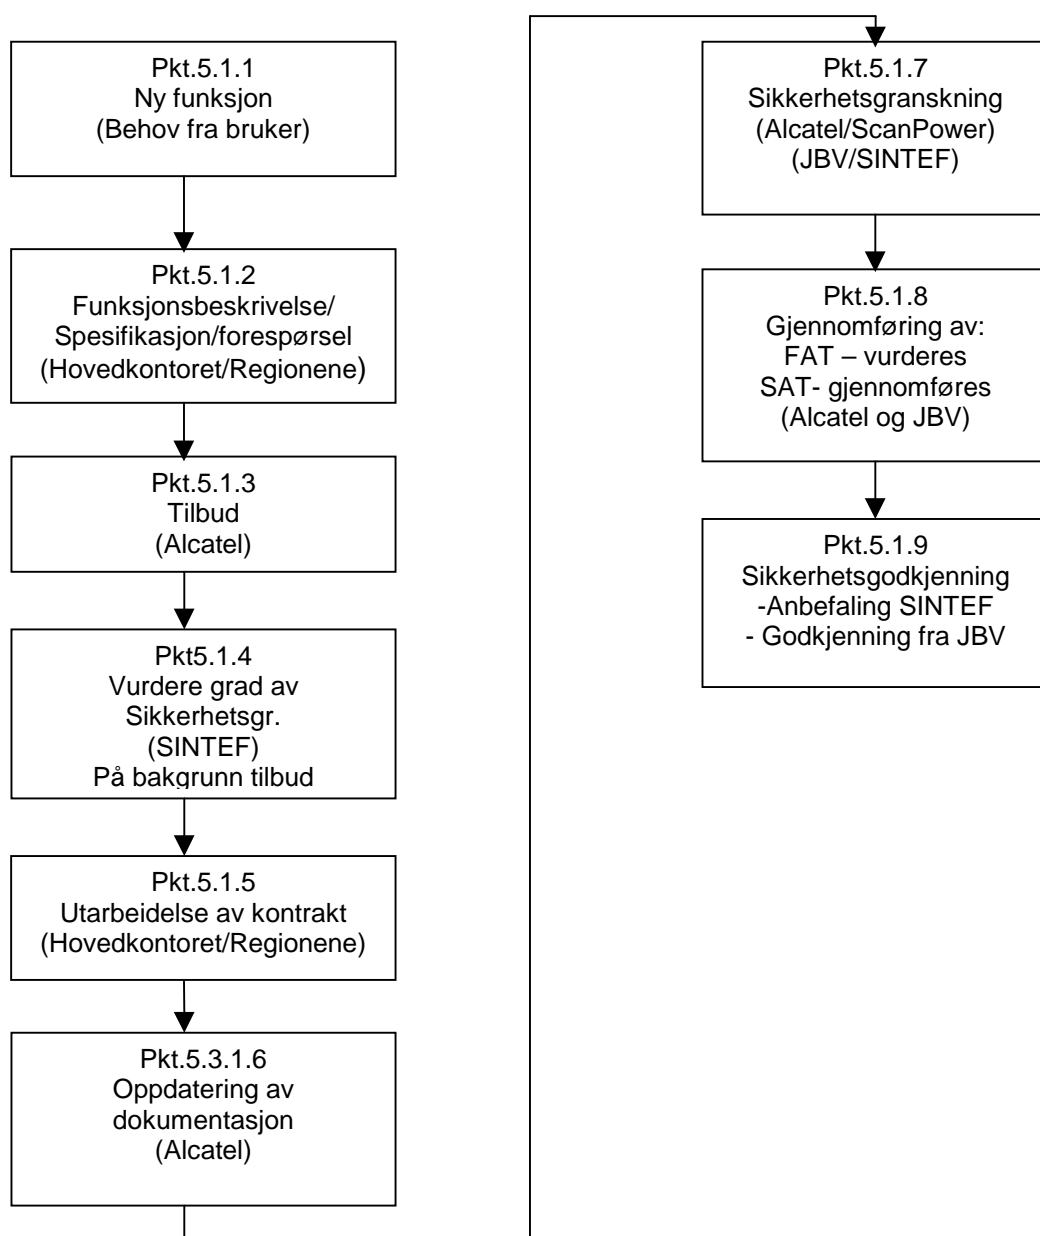 Pkt.5.1.1
Ny funksjon
(Behov fra bruker)
Pkt.5.1.2
Funksjonsbeskrivelse/
Spesifikasjon/forespørsel
(Hovedkontoret/Regionene)
Pkt.5.1.3
Tilbud
(Alcatel)
Pkt5.1.4
Vurdere grad av
Sikkerhetsgr.
(SINTEF)
På bakgrunn tilbud
Pkt.5.1.5
Utarbeidelse av kontrakt
(Hovedkontoret/Regionene)
Pkt.5.3.1.6
Oppdatering av
dokumentasjon
(Alcatel)
Pkt.5.1.7
Sikkerhetsgranskning
(Alcatel/ScanPower)
(JBV/SINTEF)
Pkt.5.1.8
Gjennomføring av:
FAT – vurderes
SAT- gjennomføres
(Alcatel og JBV)
Pkt.5.1.9
Sikkerhetsgodkjenning
-Anbefaling SINTEF
- Godkjenning fra JBV